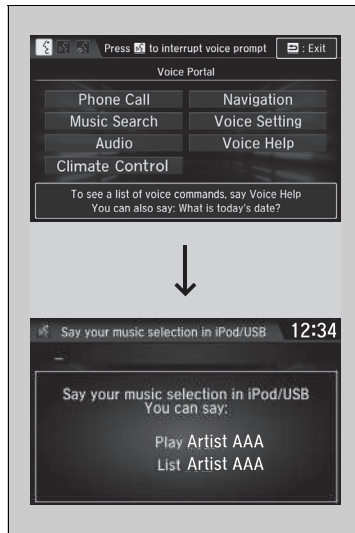 Press to interrupt voice prompt : Exit
Voice Portal
Phone Call Navigation
Music Search Voice Setting
Audio Voice Help
Climate Control
To see a list of voice commands, say Voice Help
You can also say: What is today's date?
Say your music selection in iPod/USB 12:34
Say your music selection in iPod/USB
You can say:
Play Artist AAA
List Artist AAA